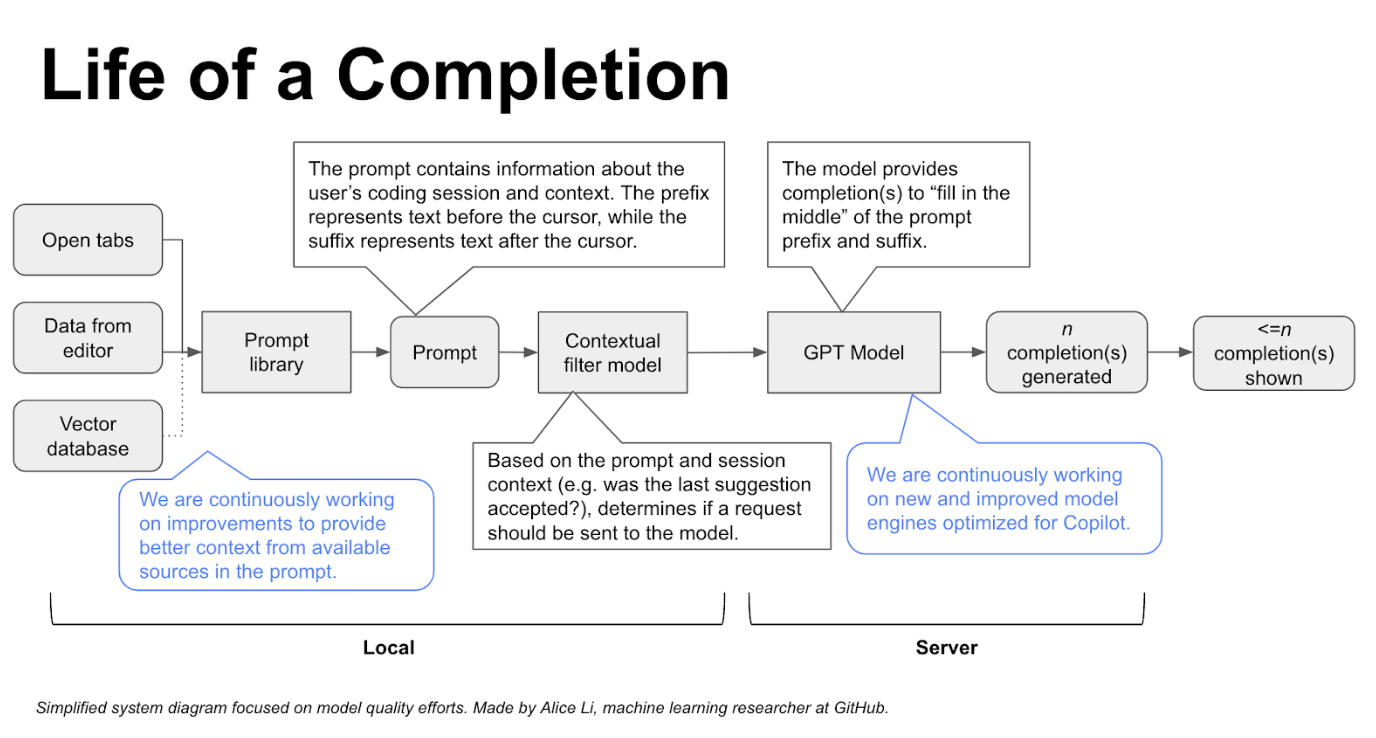 Life of a Completion
The prompt contains information about the
user’s coding session and context. The prefix
represents text before the cursor, while the
suffix represents text after the cursor.
The model provides
completion(s) to “fill in the
middle” of the prompt
prefix and suffix.
Open tabs
Data from
editor
Vector
database
Prompt
library
Prompt
Contextual
filter model
GPT Model
n
completion(s)
generated
<=n
completion(s)
shown
We are continuously working
on improvements to provide
better context from available
sources in the prompt.
Based on the prompt and session
context (e.g. was the last suggestion
accepted?), determines if a request
should be sent to the model.
We are continuously working
on new and improved model
engines optimized for Copilot.
Local
Server
Simplified system diagram focused on model quality efforts. Made by Alice Li, machine learning researcher at GitHub.